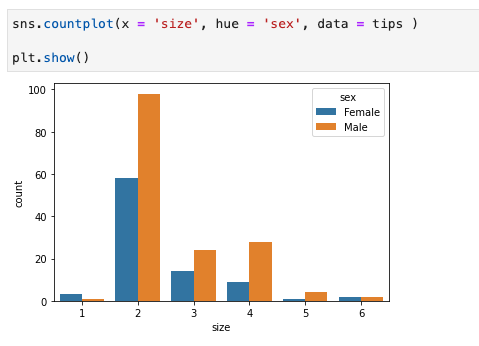 sns.countplot(x = 'size', hue = 'sex', data = tips )
plt.show()
100
80
60
40
20
0
count
sex
Female
Male
1 2 3 4 5 6
size